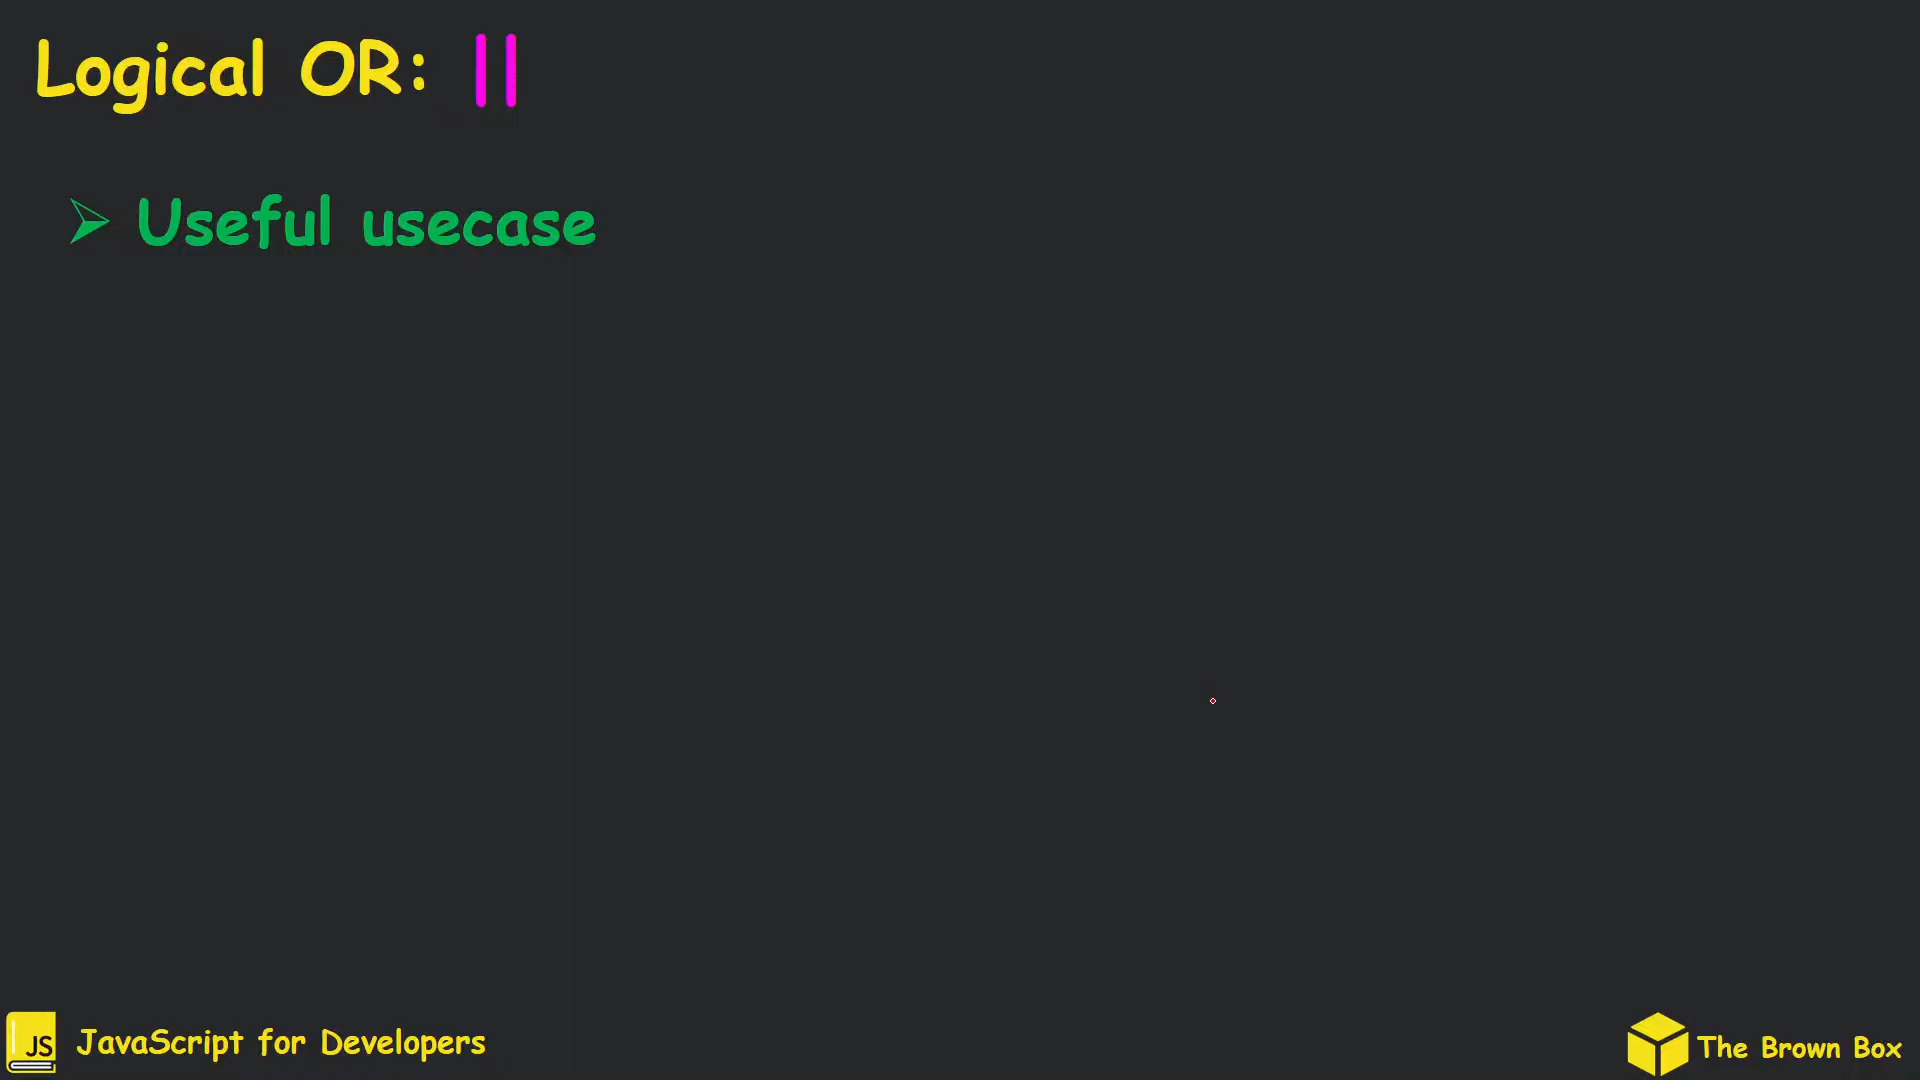 Logical OR: ||
➢ Useful usecase
JS JavaScript for Developers
The Brown Box